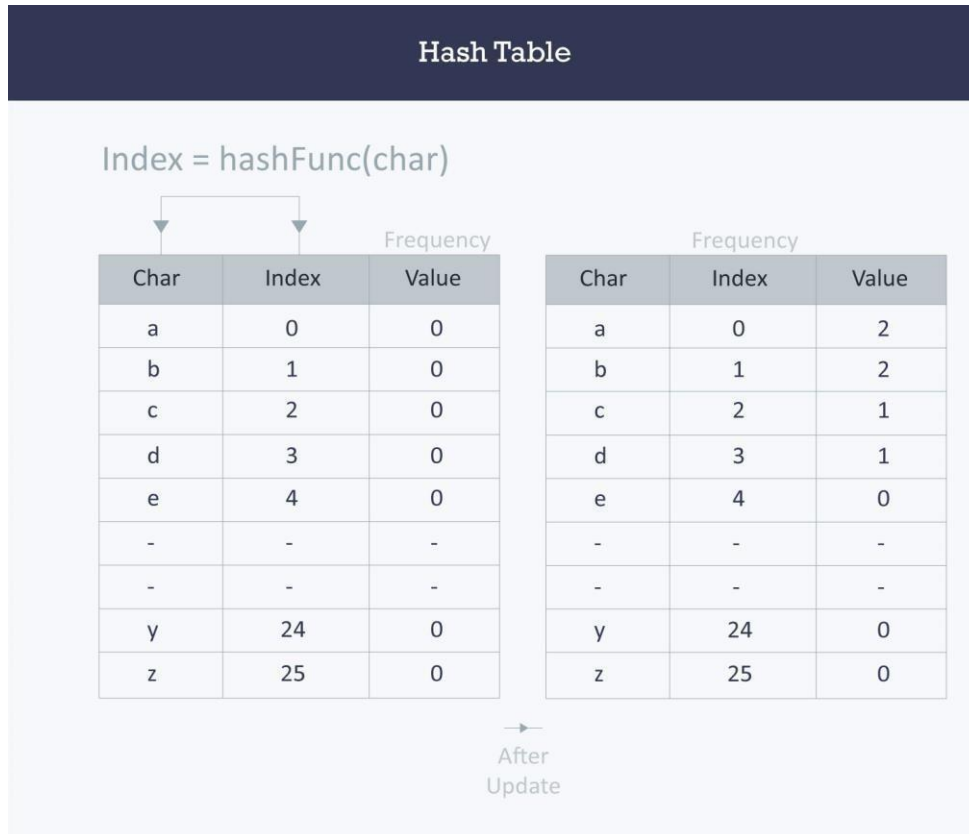 Hash Table
Index = hashFunc(char)
Frequency
Char Index Value
a 0 0
b 1 0
c 2 0
d 3 0
e 4 0
- - -
- - -
y 24 0
z 25 0
Frequency
Char Index Value
a 0 2
b 1 2
c 2 1
d 3 1
e 4 0
- - -
- - -
y 24 0
z 25 0
After
Update